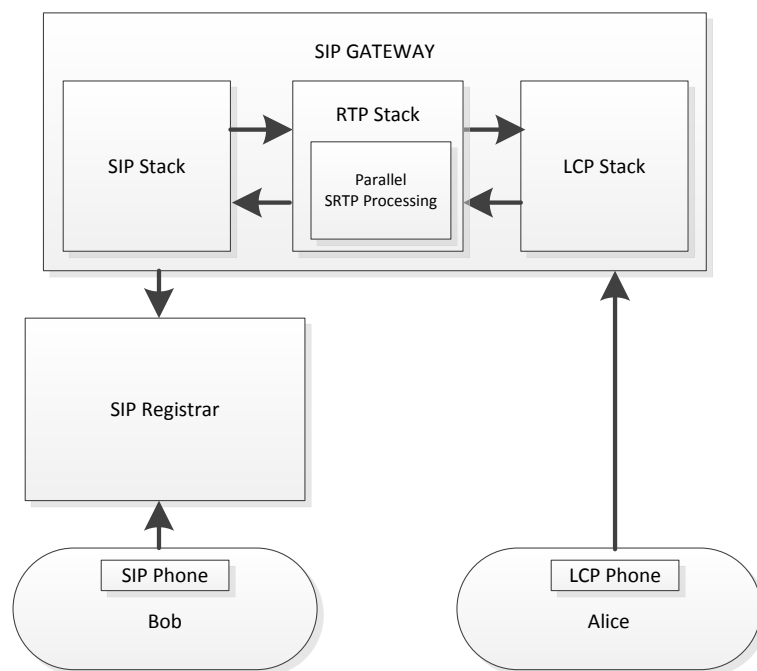 SIP GATEWAY
SIP Stack
RTP Stack
Parallel
SRTP Processing
LCP Stack
SIP Registrar
SIP Phone
Bob
LCP Phone
Alice